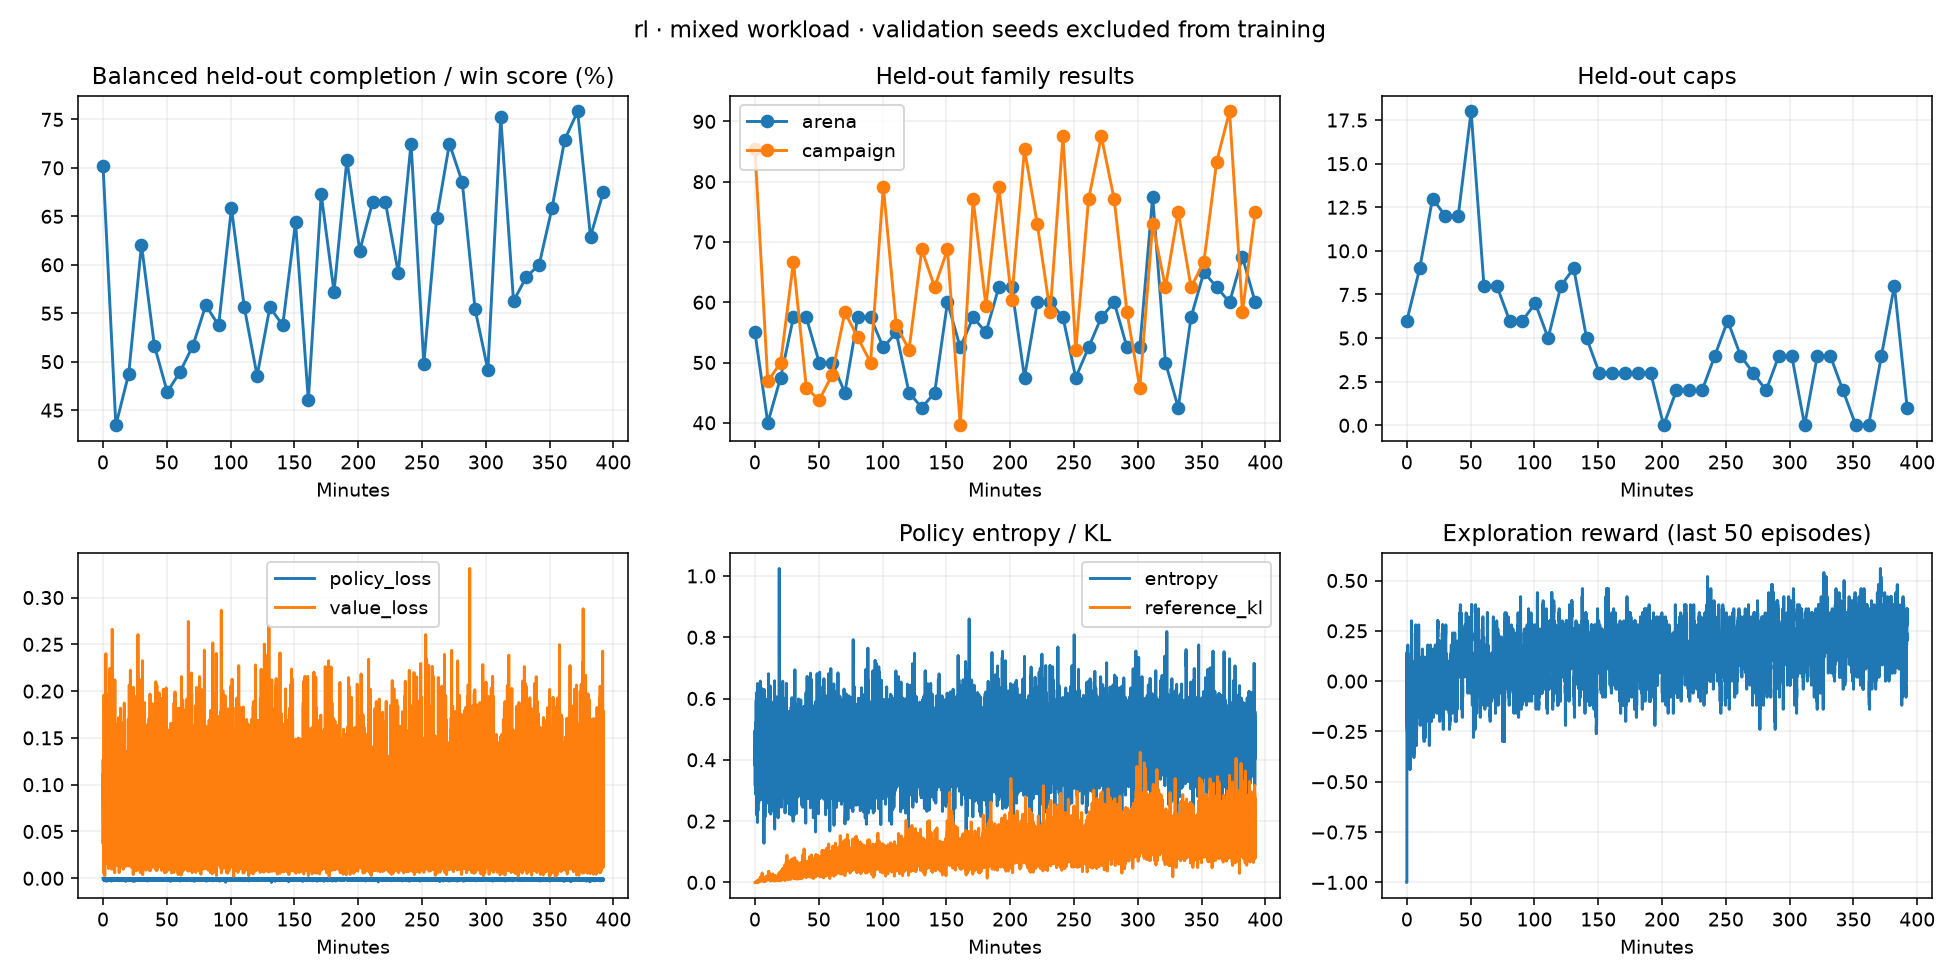 rl · mixed workload · validation seeds excluded from training
Balanced held-out completion / win score (%)
75
70
65
60
55
50
45
0 50 100 150 200 250 300 350 400
Minutes
Held-out family results
arena
campaign
90
80
70
60
50
40
0 50 100 150 200 250 300 350 400
Minutes
Held-out caps
17.5
15.0
12.5
10.0
7.5
5.0
2.5
0.0
0 50 100 150 200 250 300 350 400
Minutes
policy_loss
value_loss
0.30
0.25
0.20
0.15
0.10
0.05
0.00
0 50 100 150 200 250 300 350 400
Minutes
Policy entropy / KL
entropy
reference_kl
1.0
0.8
0.6
0.4
0.2
0.0
0 50 100 150 200 250 300 350 400
Minutes
Exploration reward (last 50 episodes)
0.50
0.25
0.00
−0.25
−0.50
−0.75
−1.00
0 50 100 150 200 250 300 350 400
Minutes